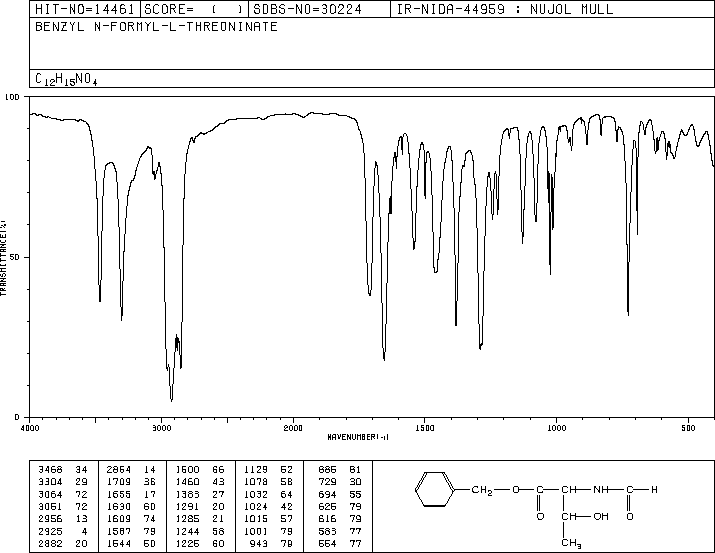 HIT-NO=14461 SCORE= ( ) SDBS-NO=30224 IR-NIDA-44959 : NUJOL MULL
BENZYL N-FORMYL-L-THREONINATE
C12H15NO4
100
50
0
TRANSMITTANCE(%)
4000 3000 2000 1500 1000 500
WAVENUMBER(-1)
3468 34 2854 14 1500 66 1129 52 885 81
3304 29 1709 36 1460 43 1078 58 729 30
3064 72 1655 17 1383 27 1032 64 694 55
3051 72 1630 60 1291 20 1024 42 625 79
2956 13 1609 74 1285 21 1015 57 616 79
2925 4 1587 79 1244 58 1001 79 583 77
2882 20 1544 50 1225 60 943 79 554 77
CH2 O C CH NH C H
O CH OH O
CH3